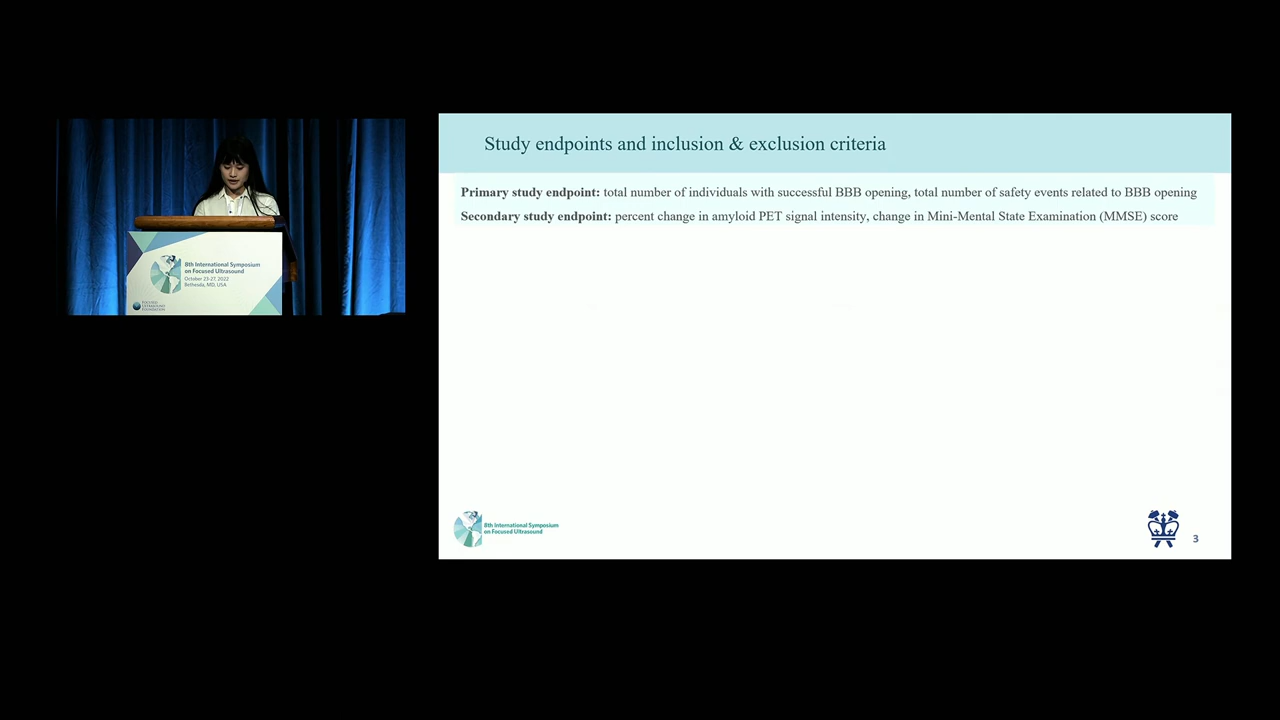 Study endpoints and inclusion & exclusion criteria
Primary study endpoint: total number of individuals with successful BBB opening, total number of safety events related to BBB opening
Secondary study endpoint: percent change in amyloid PET signal intensity, change in Mini-Mental State Examination (MMSE) score
8th International Symposium
on Focused Ultrasound
October 23-27, 2022
Bethesda, MD, USA
FOCUSED
ULTRASOUND
FOUNDATION
8th International Symposium
on Focused Ultrasound
3